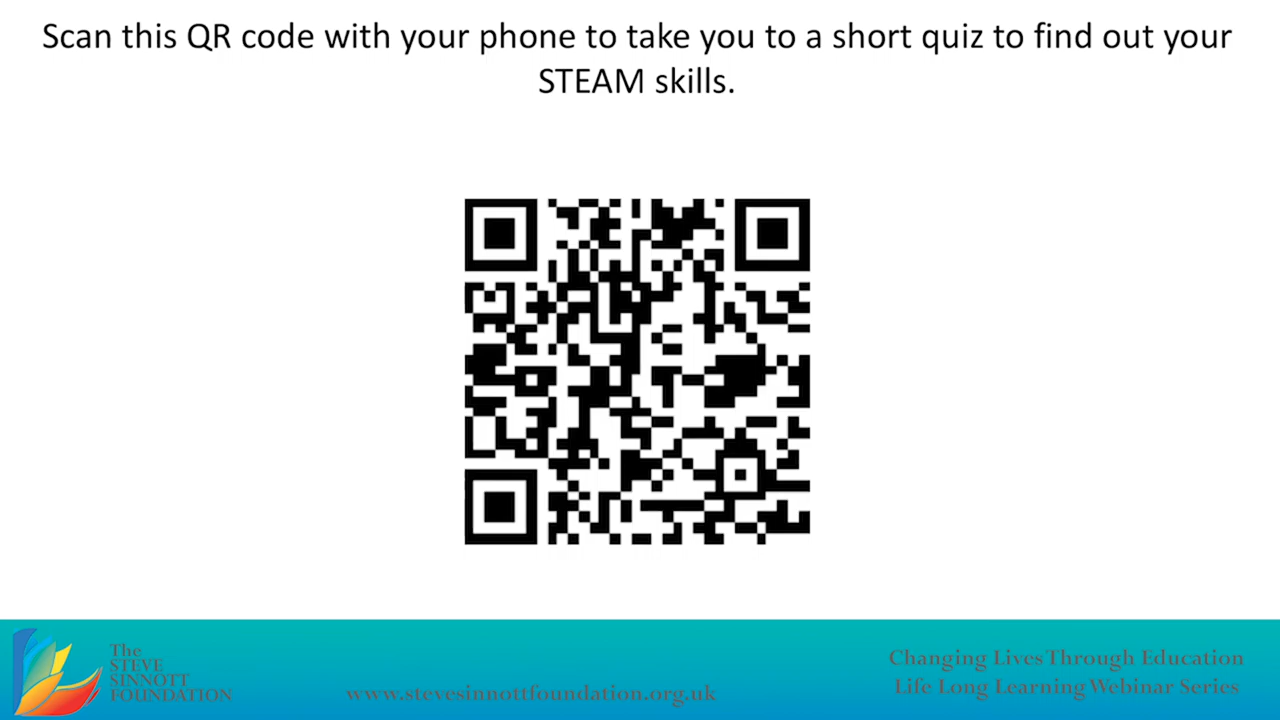 Scan this QR code with your phone to take you to a short quiz to find out your
STEAM skills.
The
STEVE
SINNOTT
FOUNDATION
www.stevesinnottfoundation.org.uk
Changing Lives Through Education
Life Long Learning Webinar Series